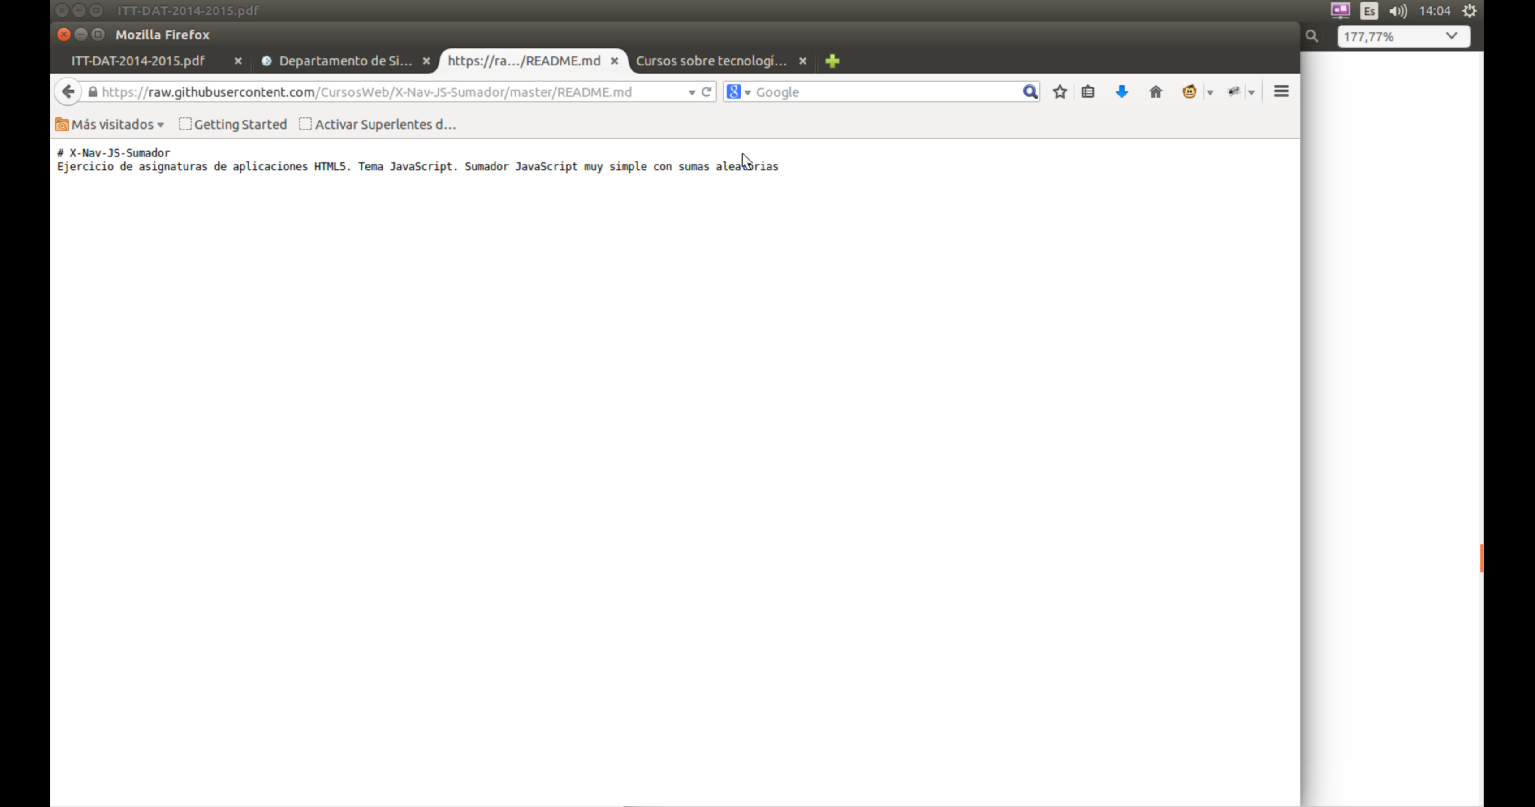 ITT-DAT-2014-2015.pdf
Es
14:04
Mozilla Firefox
177,77%
ITT-DAT-2014-2015.pdf
Departamento de Si...
https://ra.../README.md
Cursos sobre tecnologí...
https://raw.githubusercontent.com/CursosWeb/X-Nav-JS-Sumador/master/README.md
Google
Más visitados
Getting Started
Activar Superlentes d...
# X-Nav-JS-Sumador
Ejercicio de asignaturas de aplicaciones HTML5. Tema JavaScript. Sumador JavaScript muy simple con sumas aleatorias